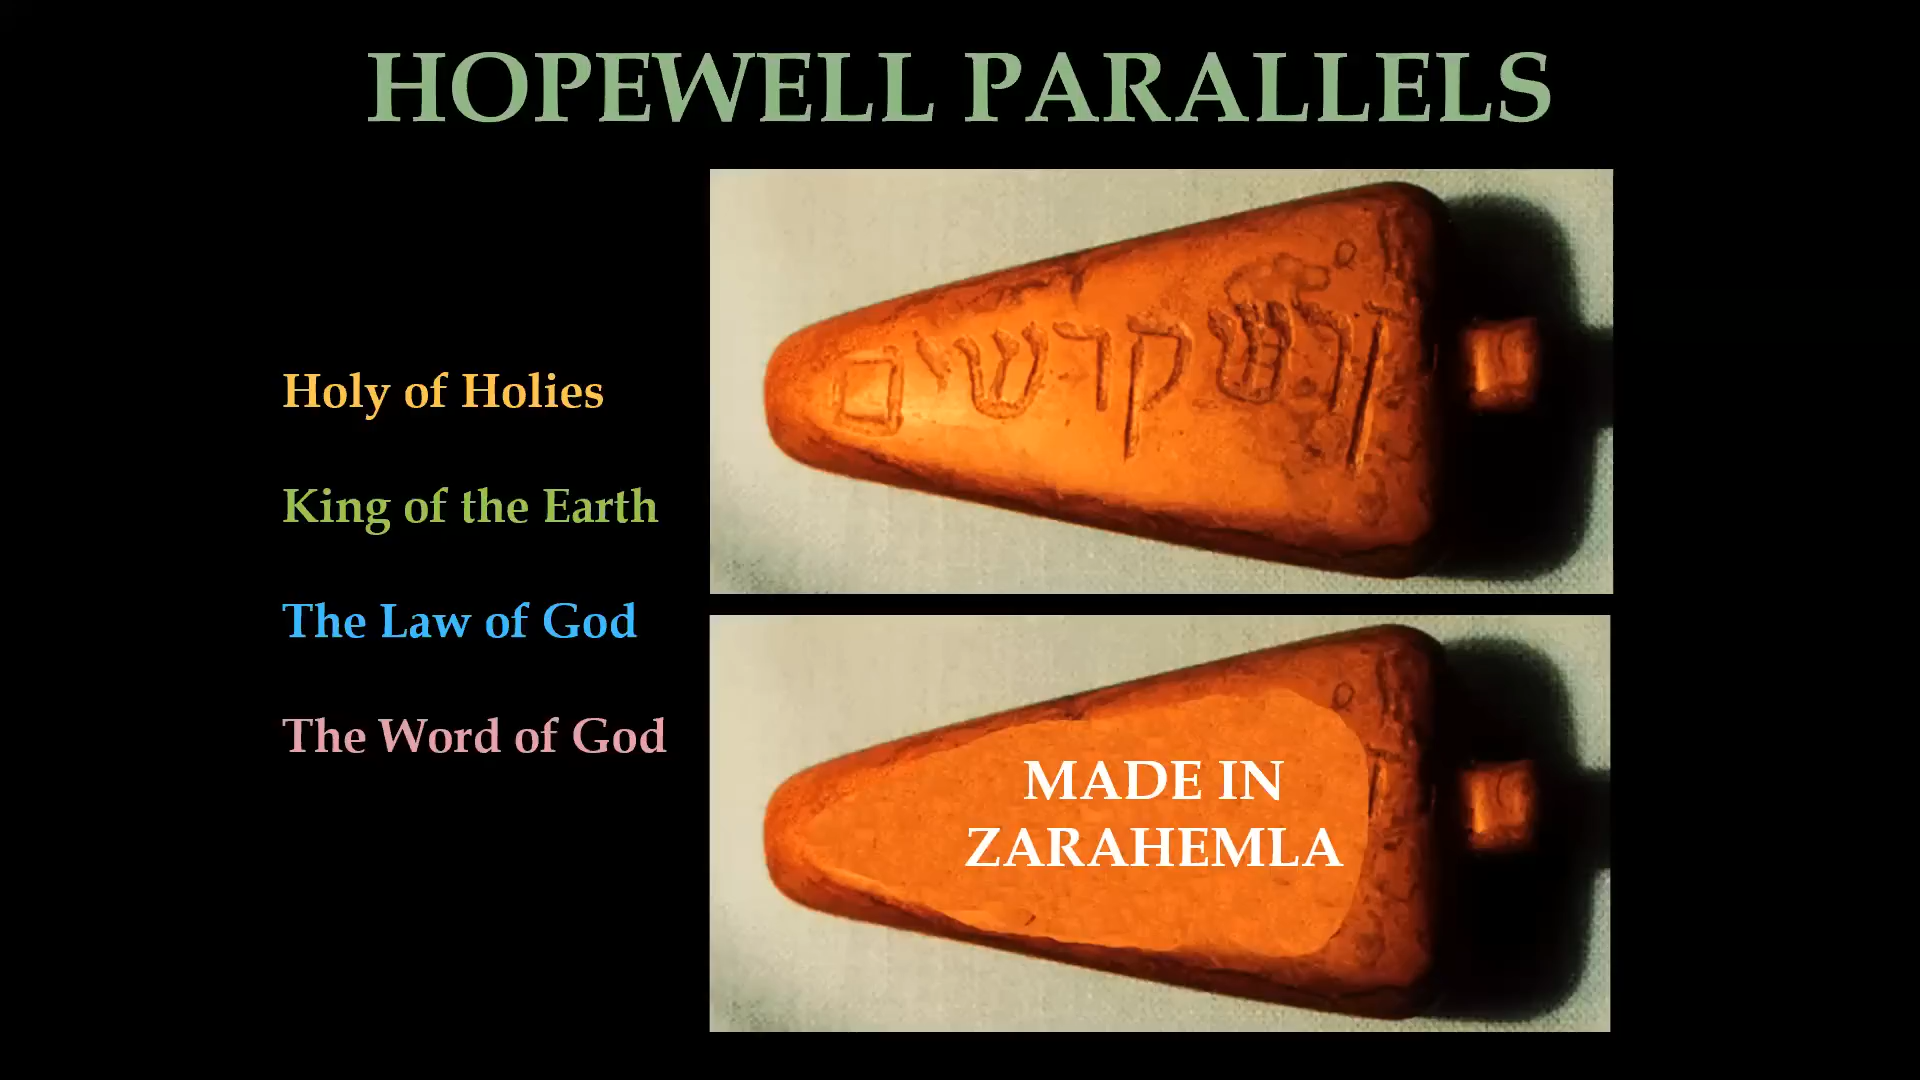 HOPEWELL PARALLELS
Holy of Holies
King of the Earth
The Law of God
The Word of God
קדש קדשים
MADE IN
ZARAHEMLA